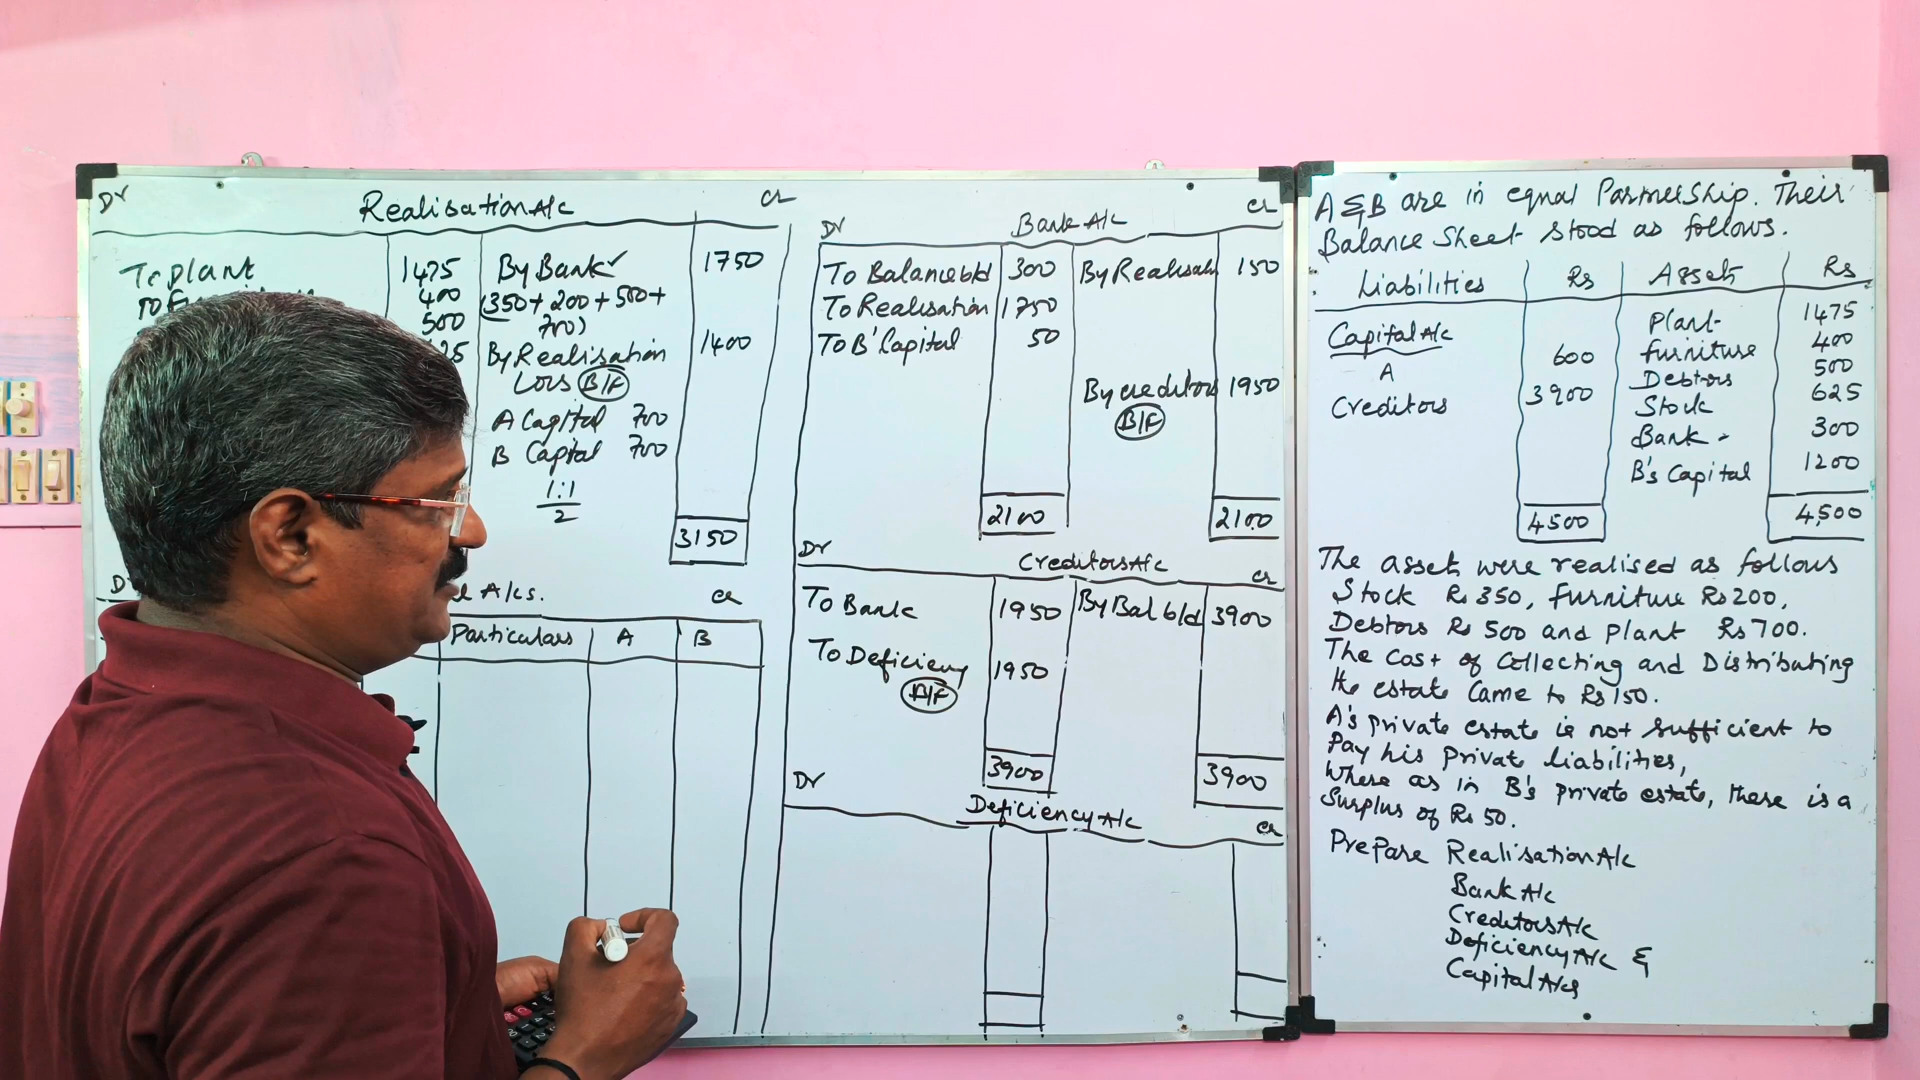 Dr Realisation A/c Cr
To Plant 1475 By Bank ✓ 1750
400 (350 + 200 + 500 +
500 700)
25 By Realisation 1400
Loss (B/F)
A Capital 700
B Capital 700
1:1
2
3150
A/cs. Cr
Particulars A B
Dr Bank A/c Cr
To Balance b/d 300 By Realisatn 150
To Realisation 1750
To B' Capital 50
By creditors 1950
(B/F)
2100 2100
Dr Creditors A/c Cr
To Bank 1950 By Bal b/d 3900
To Deficiency 1950
(B/F)
3900 3900
Dr Deficiency A/c Cr
A & B are in equal Partnership. Their
Balance Sheet stood as follows.
Liabilities Rs Assets Rs
Capital A/c Plant 1475
A 600 Furniture 400
Creditors 3900 Debtors 500
Stock 625
Bank - 300
B's Capital 1200
4500 4,500
The assets were realised as follows
Stock Rs 350, Furniture Rs 200,
Debtors Rs 500 and Plant Rs 700.
The Cost of Collecting and Distributing
the estate Came to Rs 150.
A's private estate is not sufficient to
Pay his Private liabilities,
Where as in B's private estate, there is a
Surplus of Rs 50.
Prepare Realisation A/c
Bank A/c
Creditors A/c
Deficiency A/c &
Capital A/cs